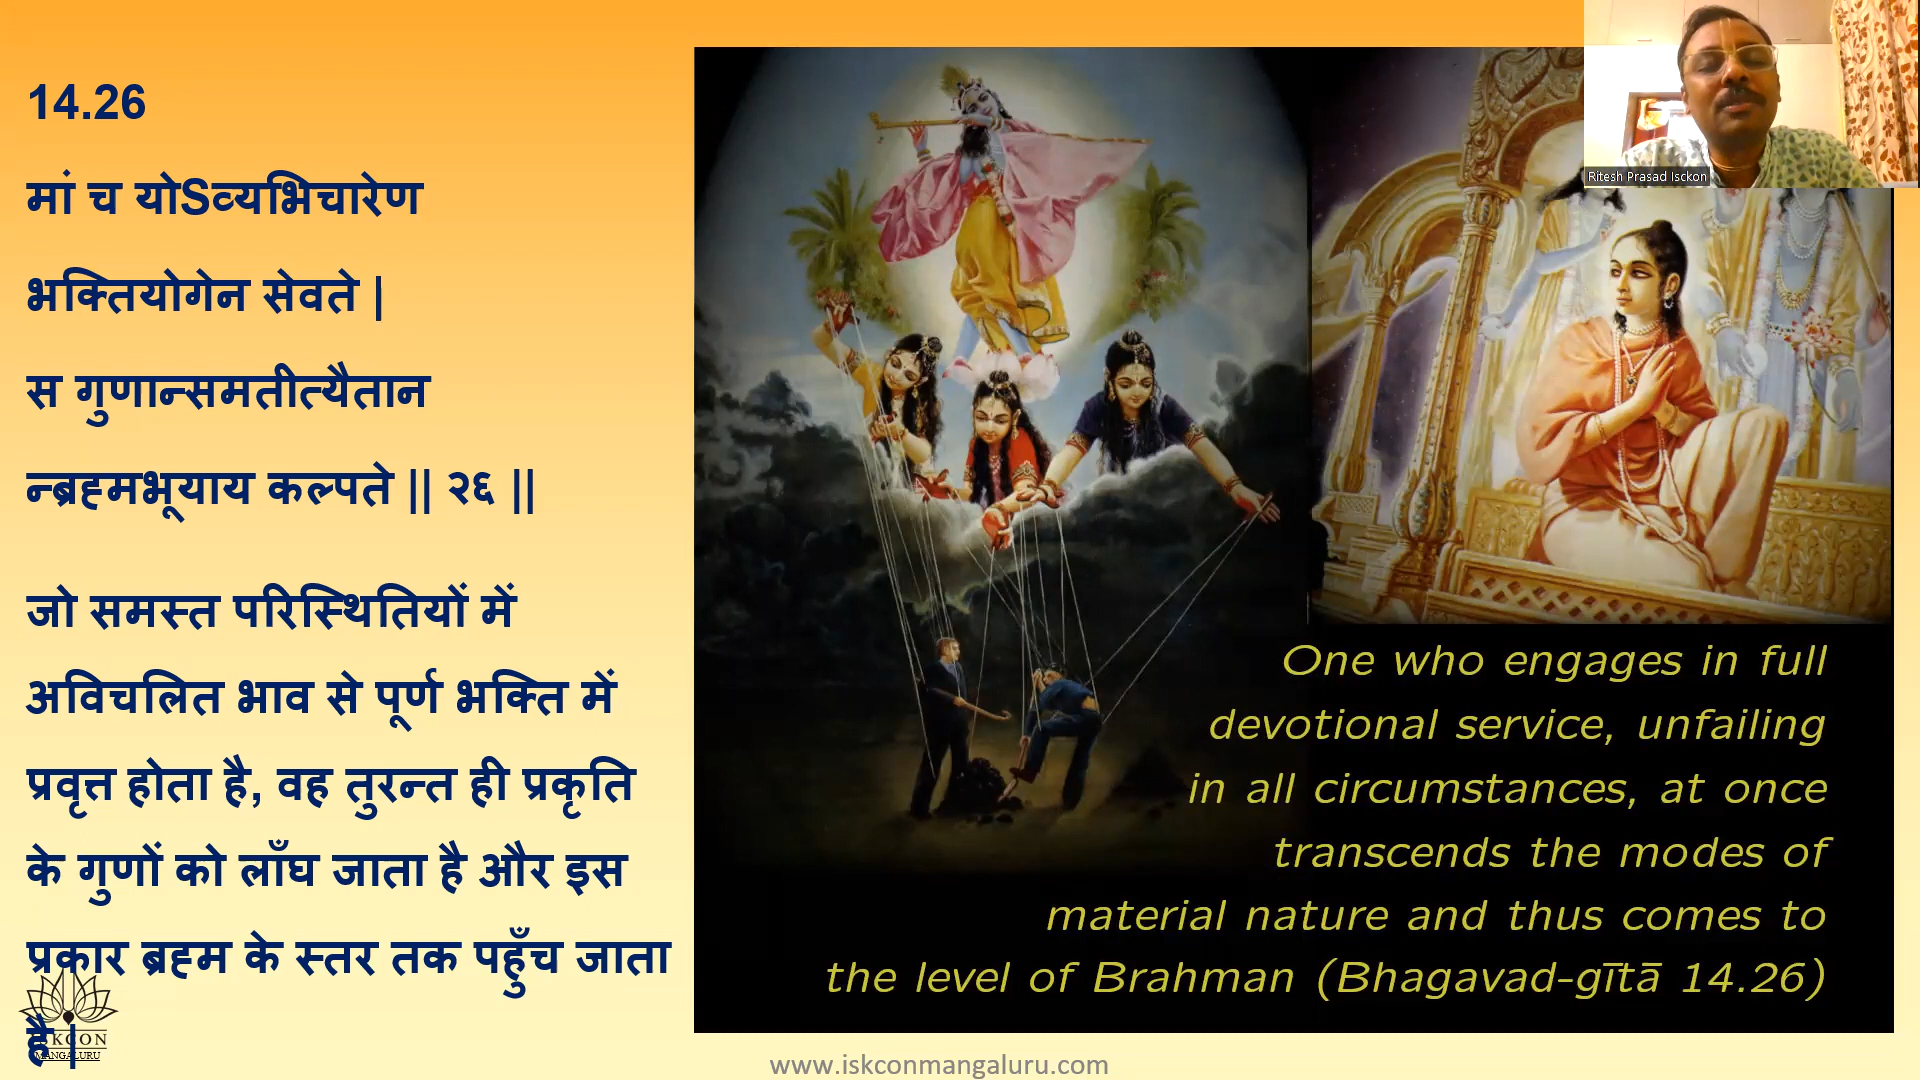 14.26
मां च योSव्यभिचारेण
भक्तियोगेन सेवते |
स गुणान्समतीत्यैतान
न्ब्रह्मभूयाय कल्पते || २६ ||
जो समस्त परिस्थितियों में
अविचलित भाव से पूर्ण भक्ति में
प्रवृत्त होता है, वह तुरन्त ही प्रकृति
के गुणों को लाँघ जाता है और इस
प्रकार ब्रह्म के स्तर तक पहुँच जाता
है |
ISKCON
MANGALURU
Ritesh Prasad Isckon
One who engages in full
devotional service, unfailing
in all circumstances, at once
transcends the modes of
material nature and thus comes to
the level of Brahman (Bhagavad-gītā 14.26)
www.iskconmangaluru.com